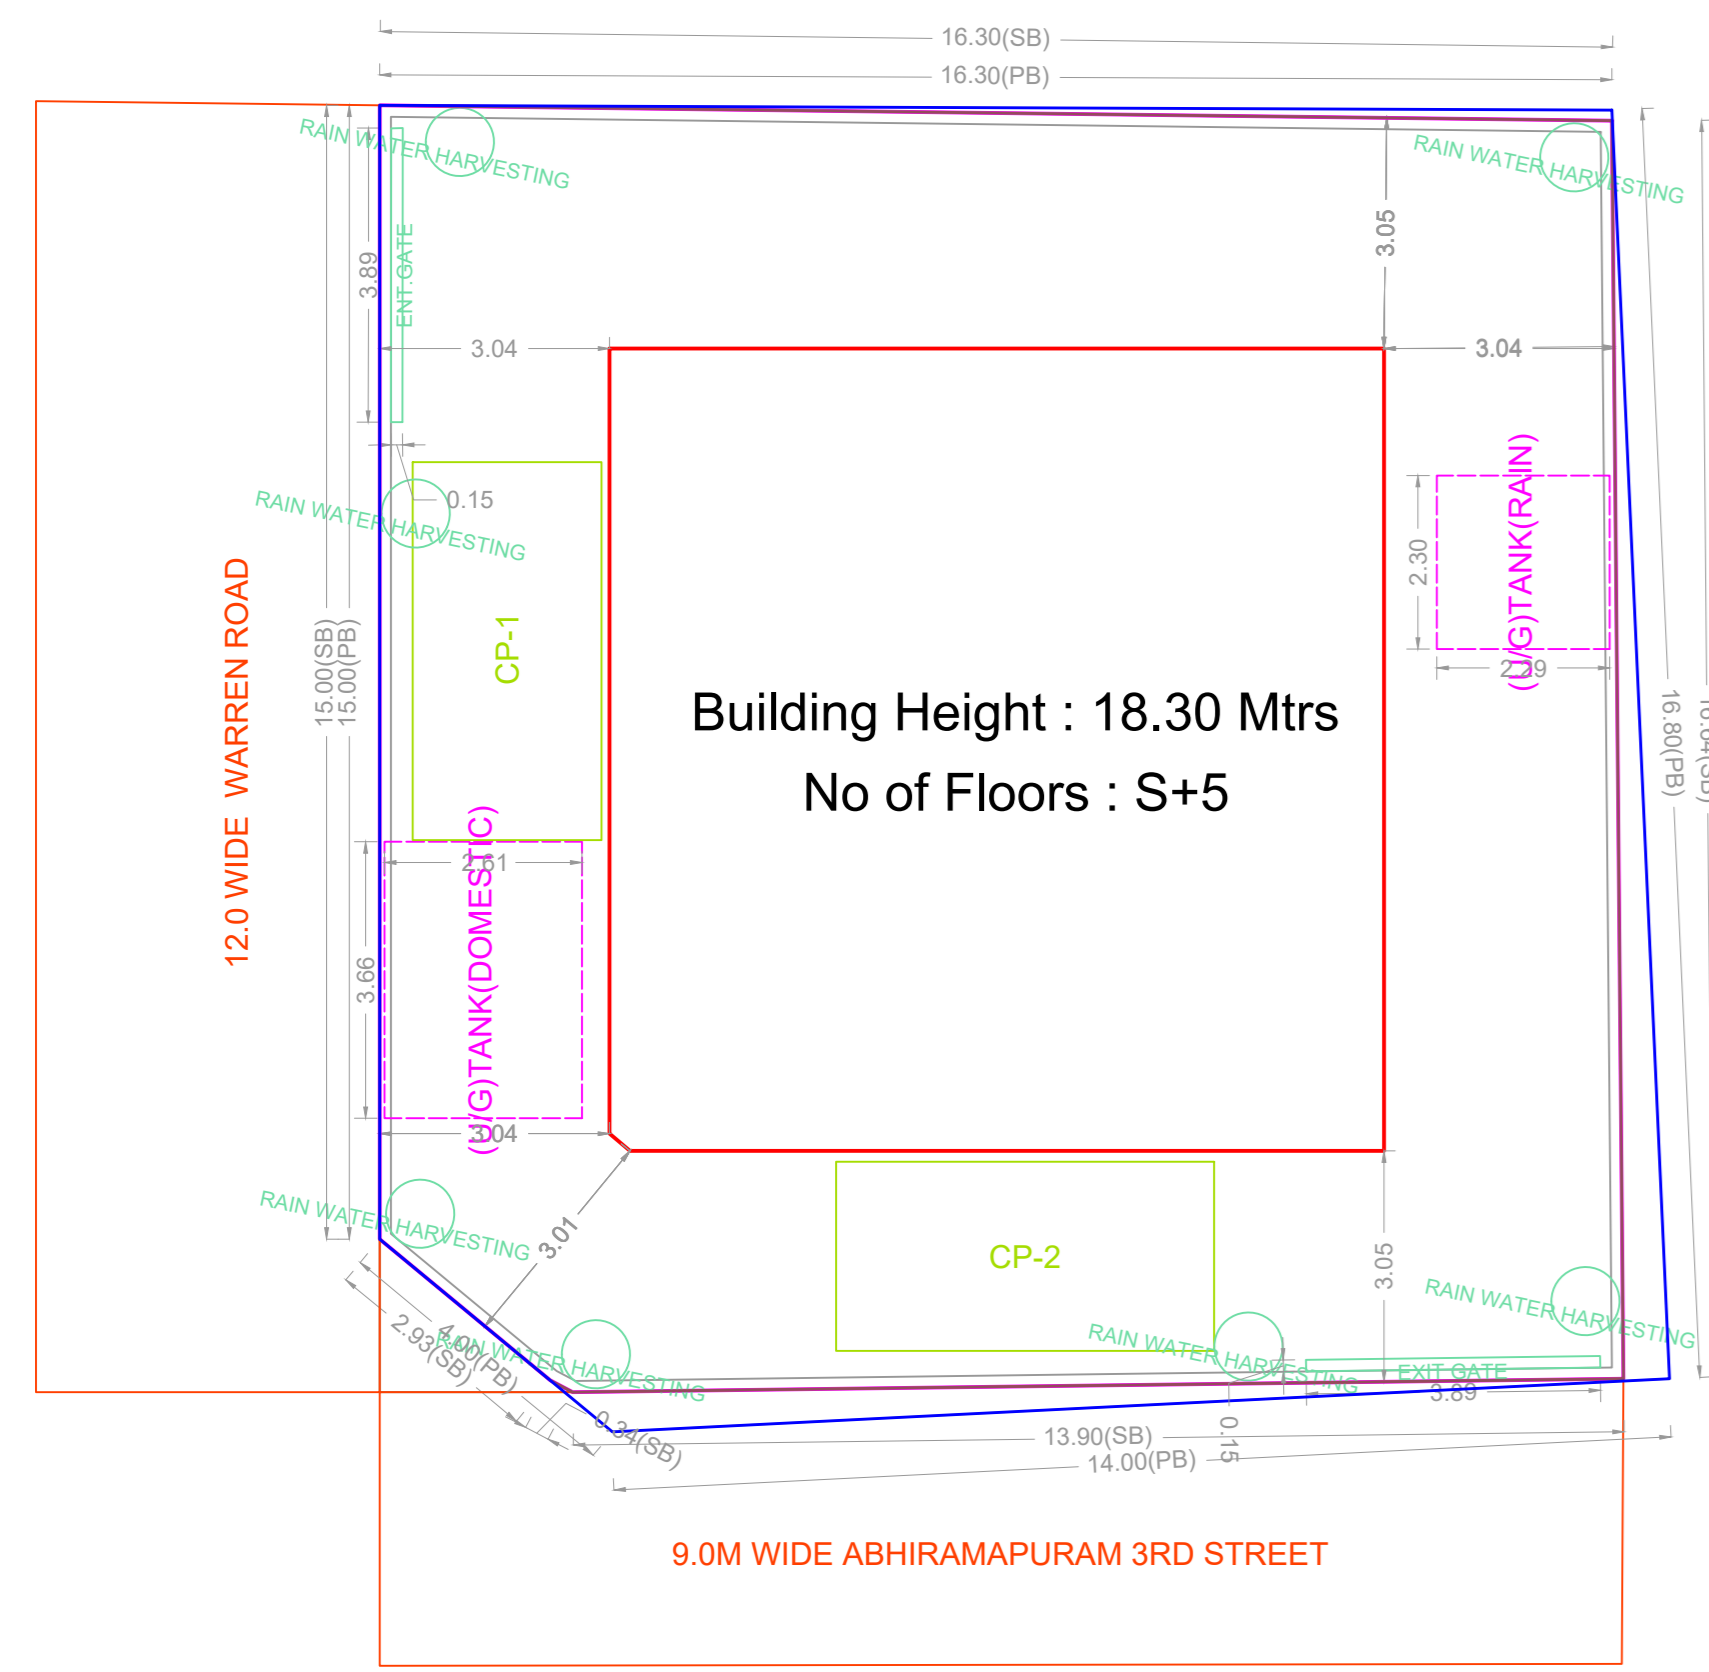 16.30(SB)
16.30(PB)
RAIN WATER HARVESTING
RAIN WATER HARVESTING
3.05
3.89
ENT.GATE
3.04
3.04
0.15
RAIN WATER HARVESTING
(U/G)TANK(RAIN)
2.30
2.29
12.0 WIDE WARREN ROAD
15.00(SB)
15.00(PB)
CP-1
Building Height : 18.30 Mtrs
No of Floors : S+5
16.80(PB)
2.61
(U/G)TANK(DOMESTIC)
3.66
3.04
RAIN WATER HARVESTING
3.01
CP-2
3.05
RAIN WATER HARVESTING
4.00(PB)
2.93(SB)
RAIN WATER HARVESTING
RAIN WATER HARVESTING
EXIT GATE
3.89
0.34(SB)
13.90(SB)
0.15
14.00(PB)
9.0M WIDE ABHIRAMAPURAM 3RD STREET